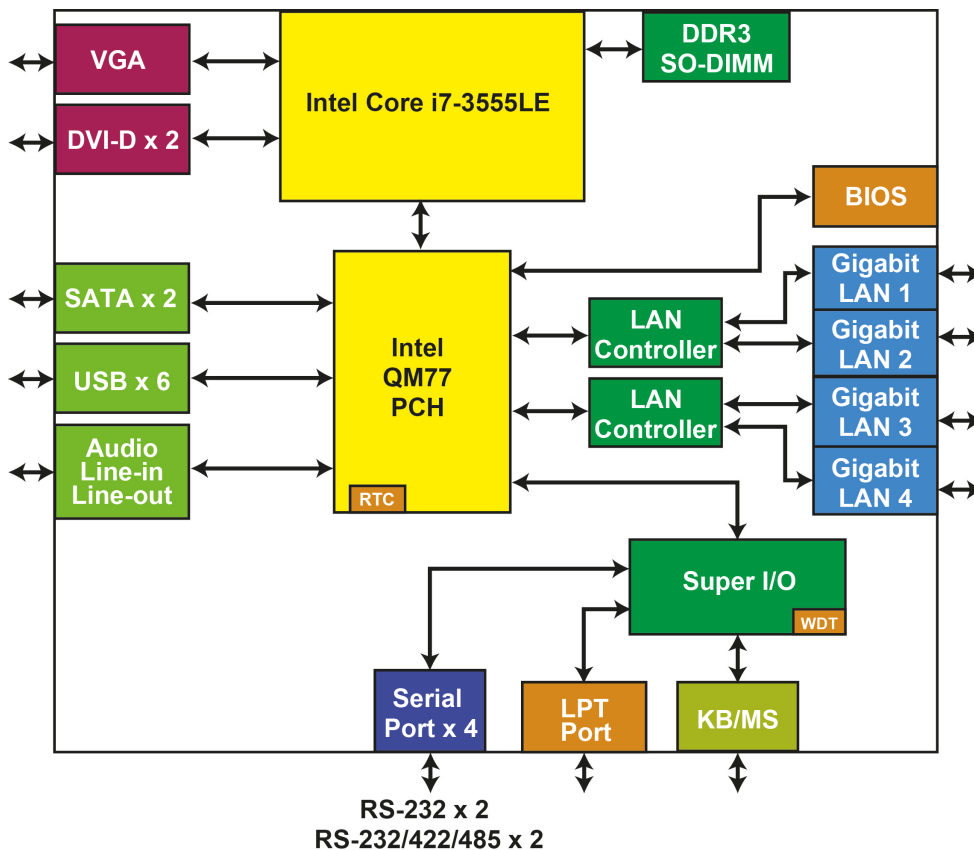 VGA
DVI-D x 2
Intel Core i7-3555LE
DDR3
SO-DIMM
BIOS
SATA x 2
USB x 6
Audio
Line-in
Line-out
Intel
QM77
PCH
RTC
LAN
Controller
LAN
Controller
Gigabit
LAN 1
Gigabit
LAN 2
Gigabit
LAN 3
Gigabit
LAN 4
Super I/O
WDT
Serial
Port x 4
LPT
Port
KB/MS
RS-232 x 2
RS-232/422/485 x 2